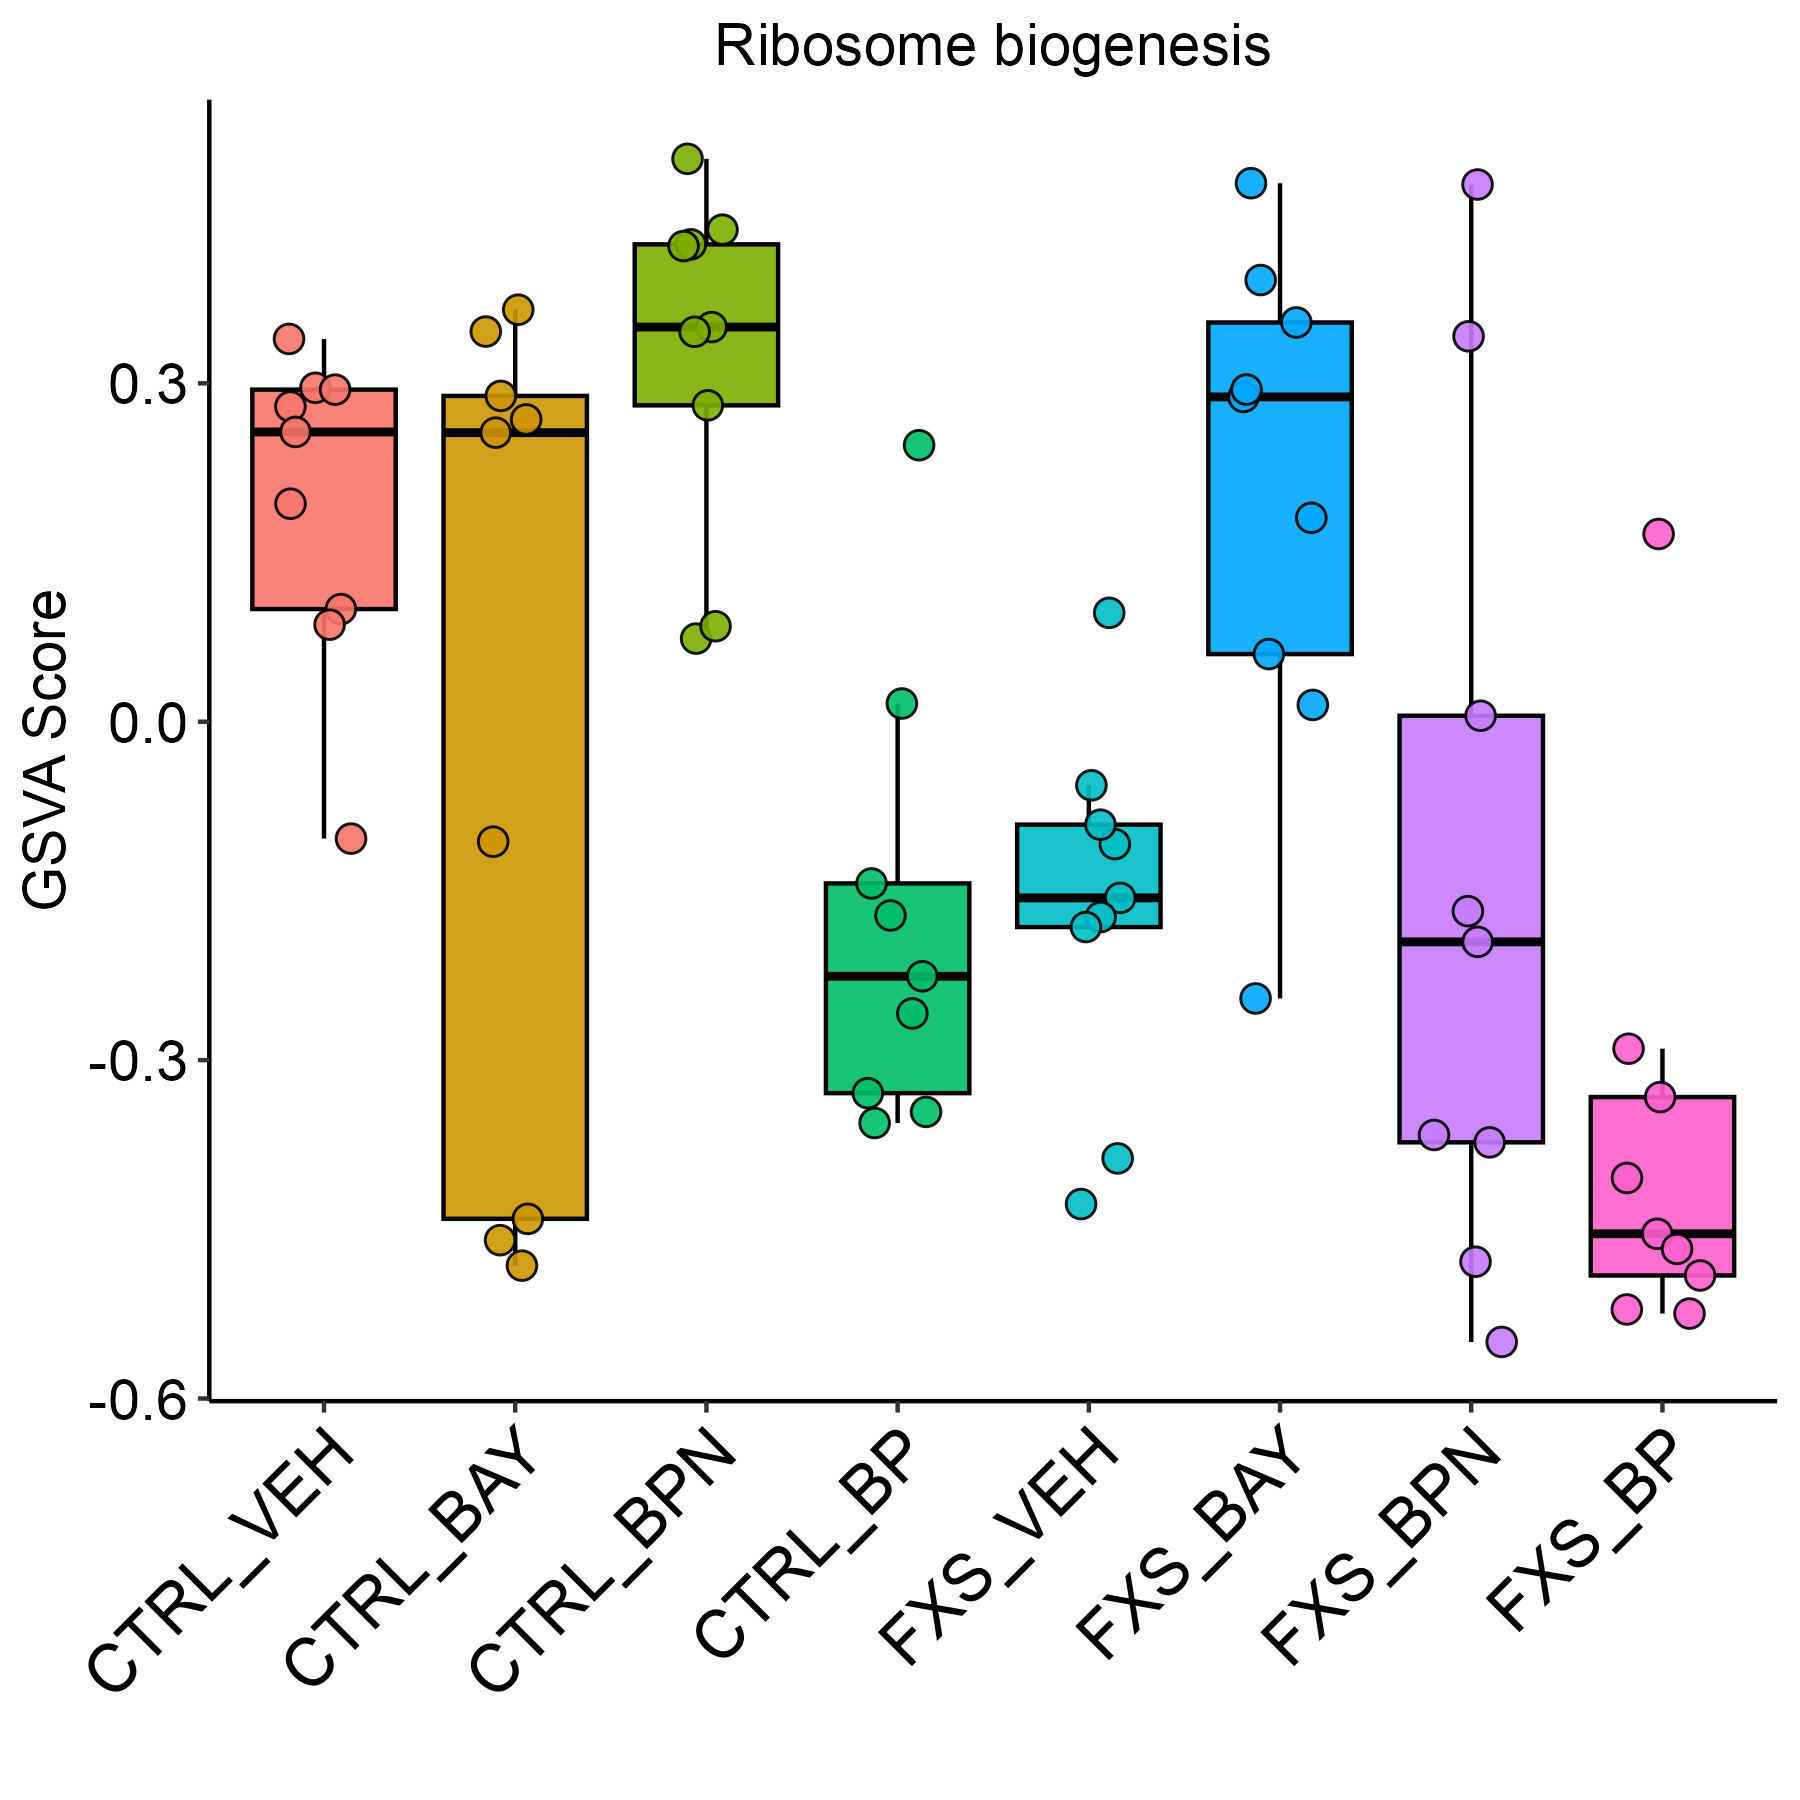 Ribosome biogenesis
GSVA Score
0.3
0.0
-0.3
-0.6
CTRL_VEH
CTRL_BAY
CTRL_BPN
CTRL_BP
FXS_VEH
FXS_BAY
FXS_BPN
FXS_BP